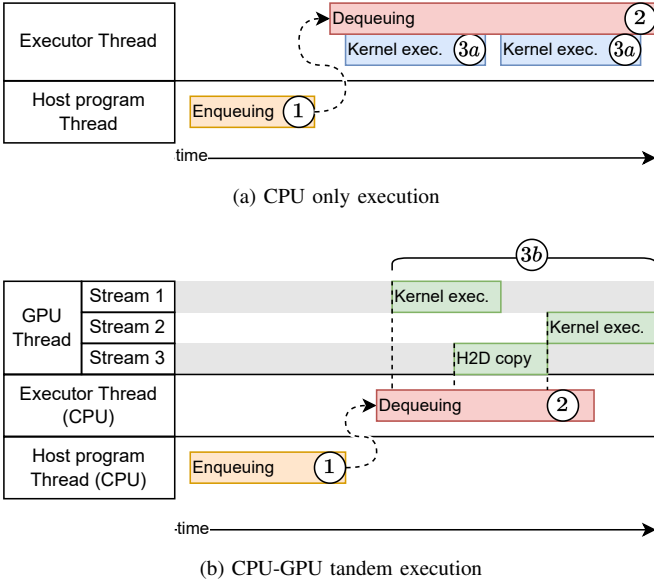 Executor Thread
Dequeuing 2
Kernel exec. 3a Kernel exec. 3a
Host program
Thread
Enqueuing 1
time
(a) CPU only execution
3b
GPU
Thread
Stream 1
Kernel exec.
Stream 2
Kernel exec.
Stream 3
H2D copy
Executor Thread
(CPU)
Dequeuing 2
Host program
Thread (CPU)
Enqueuing 1
time
(b) CPU-GPU tandem execution